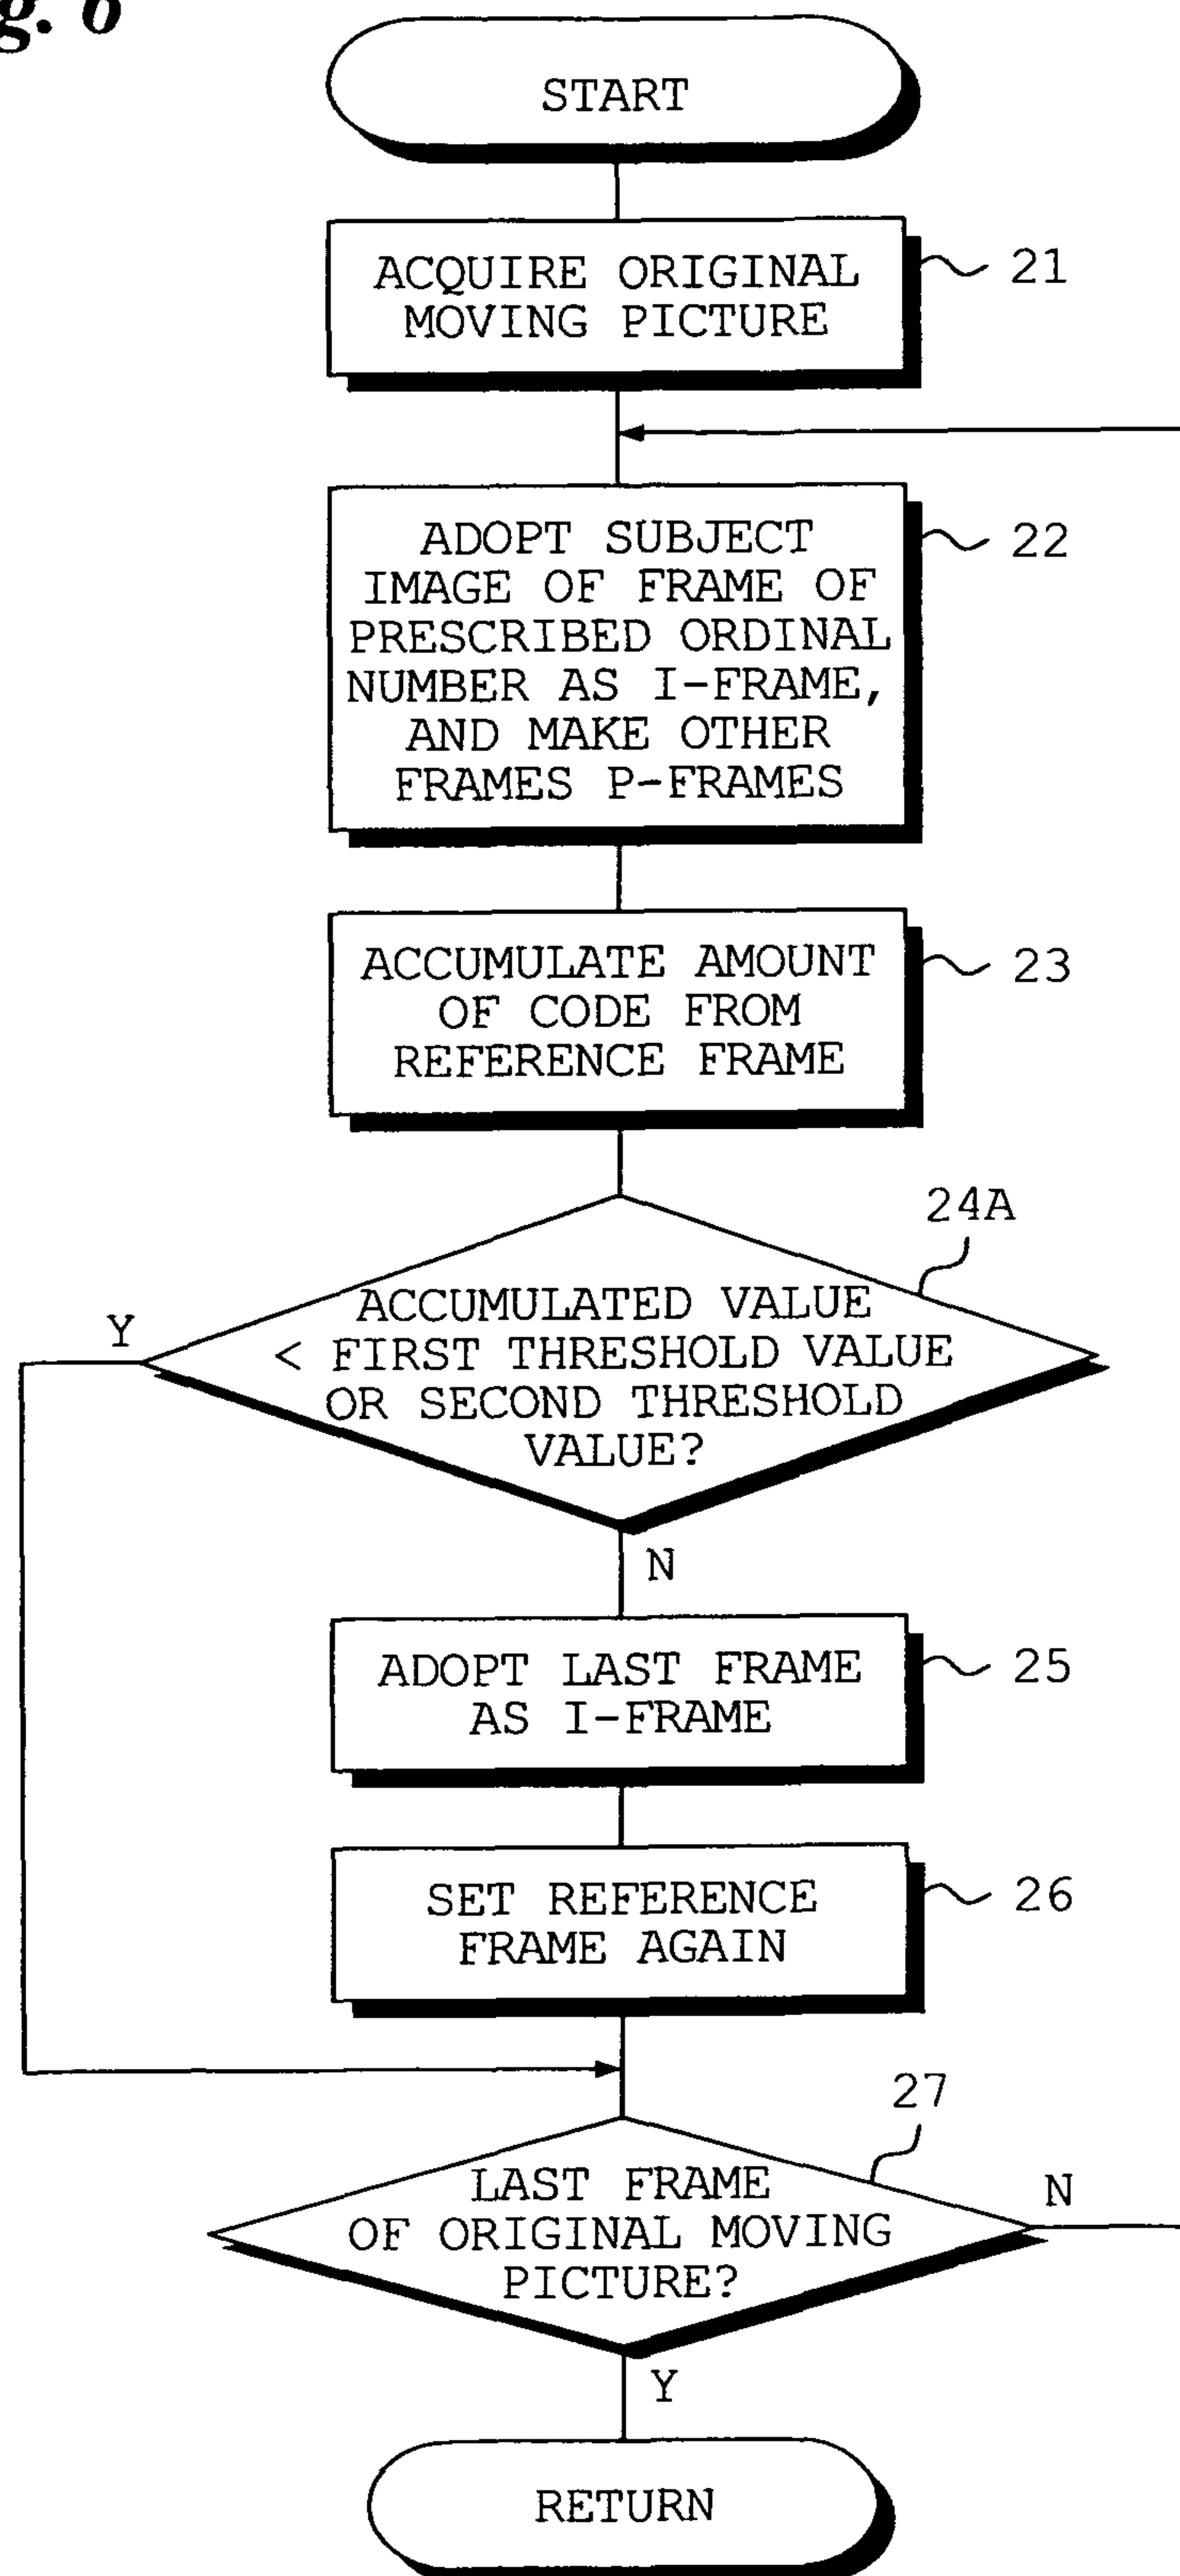 g. 6
START
ACQUIRE ORIGINAL
MOVING PICTURE
21
ADOPT SUBJECT
IMAGE OF FRAME OF
PRESCRIBED ORDINAL
NUMBER AS I-FRAME,
AND MAKE OTHER
FRAMES P-FRAMES
22
ACCUMULATE AMOUNT
OF CODE FROM
REFERENCE FRAME
23
24A
ACCUMULATED VALUE
< FIRST THRESHOLD VALUE
OR SECOND THRESHOLD
VALUE?
Y
N
ADOPT LAST FRAME
AS I-FRAME
25
SET REFERENCE
FRAME AGAIN
26
27
LAST FRAME
OF ORIGINAL MOVING
PICTURE?
N
Y
RETURN